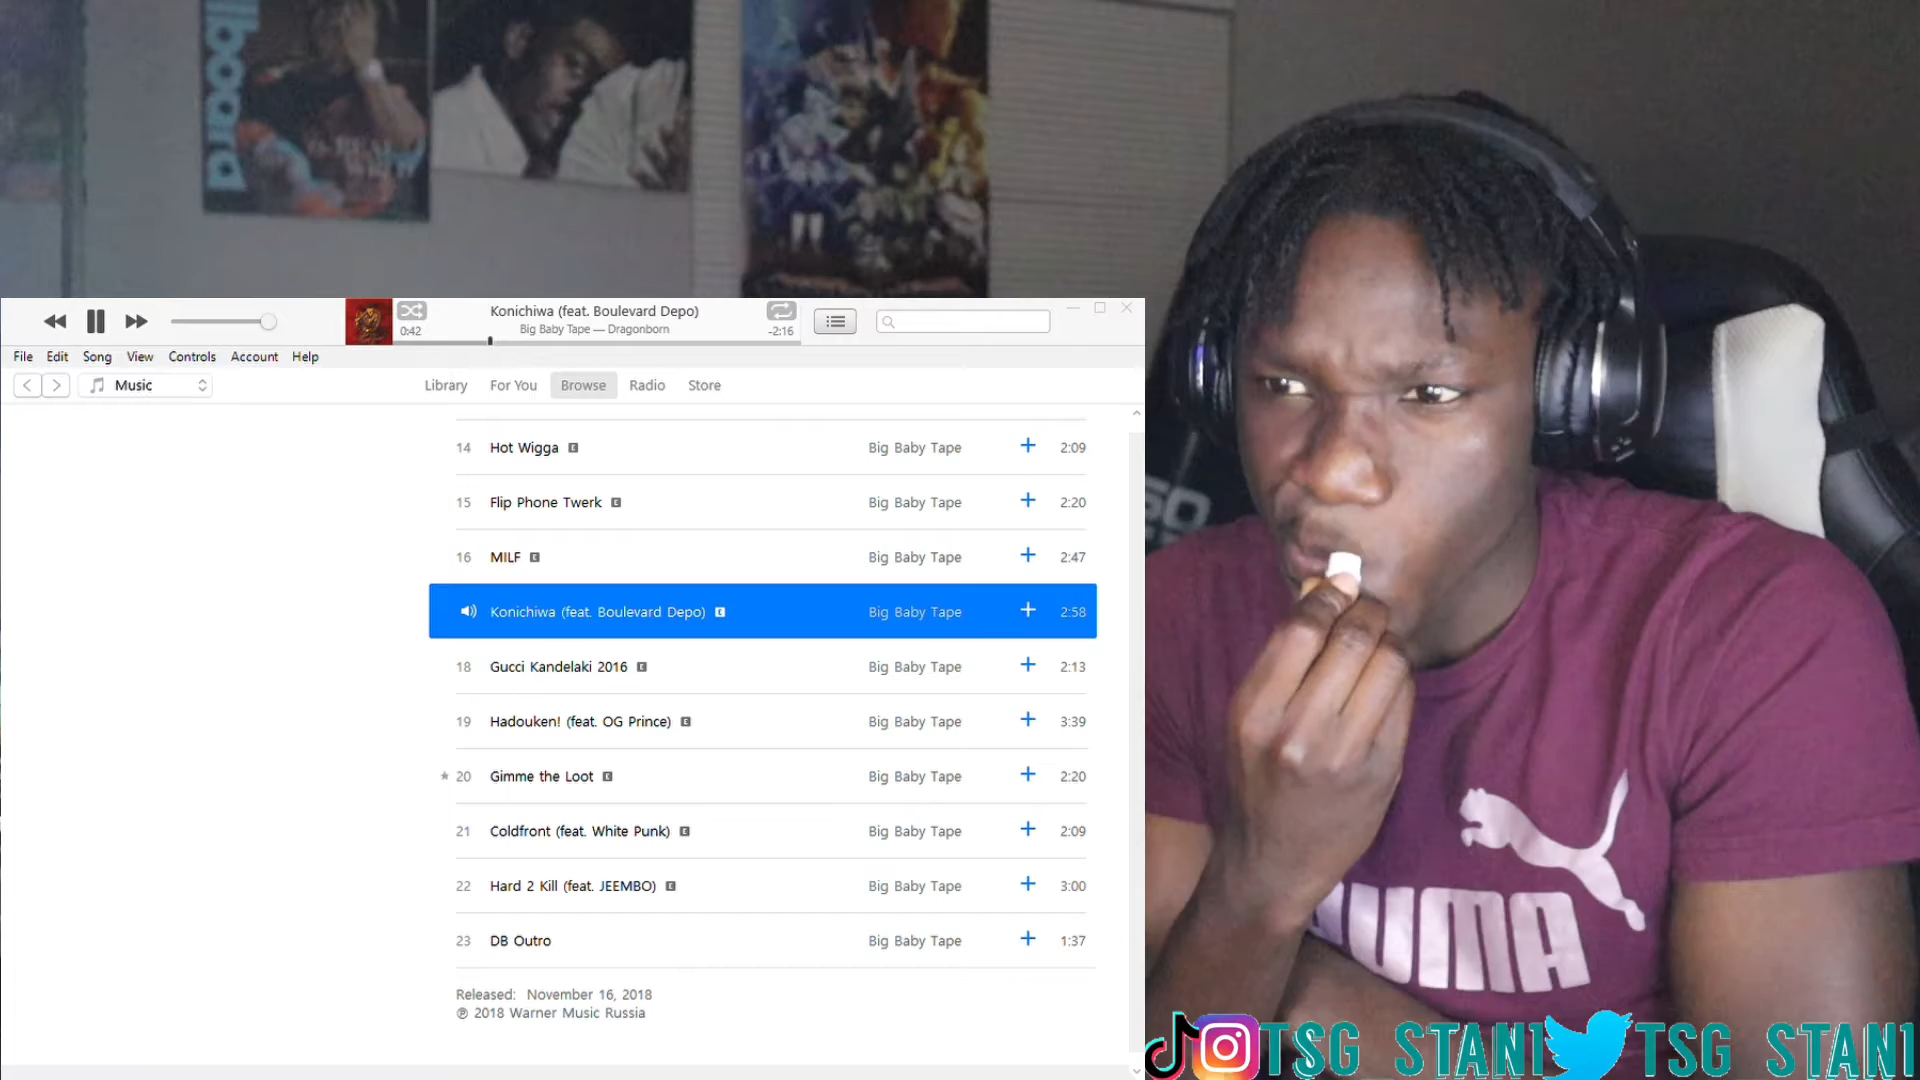 Billboard
Konichiwa (feat. Boulevard Depo)
Big Baby Tape — Dragonborn
0:42
-2:16
File Edit Song View Controls Account Help
Music
Library For You Browse Radio Store
14 Hot Wigga E Big Baby Tape + 2:09
15 Flip Phone Twerk E Big Baby Tape + 2:20
16 MILF E Big Baby Tape + 2:47
Konichiwa (feat. Boulevard Depo) E Big Baby Tape + 2:58
18 Gucci Kandelaki 2016 E Big Baby Tape + 2:13
19 Hadouken! (feat. OG Prince) E Big Baby Tape + 3:39
★ 20 Gimme the Loot E Big Baby Tape + 2:20
21 Coldfront (feat. White Punk) E Big Baby Tape + 2:09
22 Hard 2 Kill (feat. JEEMBO) E Big Baby Tape + 3:00
23 DB Outro Big Baby Tape + 1:37
Released: November 16, 2018
℗ 2018 Warner Music Russia
PUMA
TSG_STAN1 TSG_STAN1